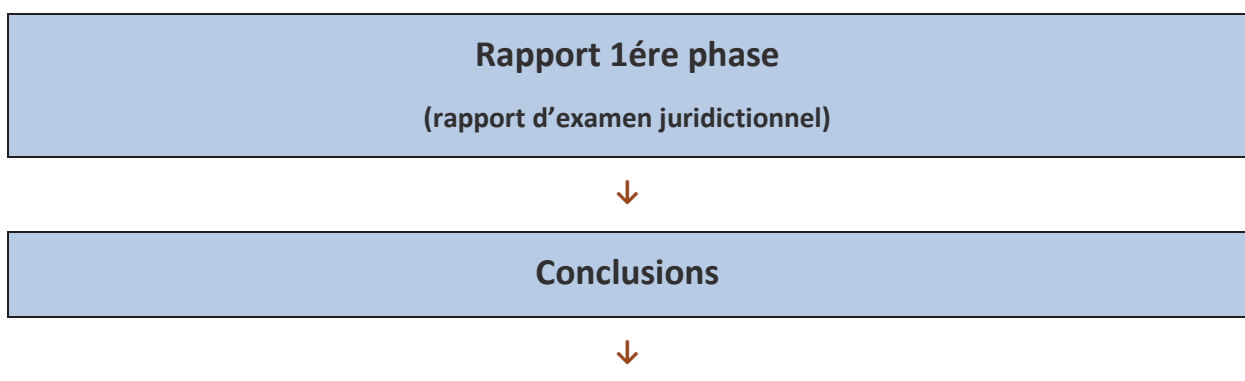 Rapport 1ére phase
(rapport d’examen juridictionnel)
↓
Conclusions
↓